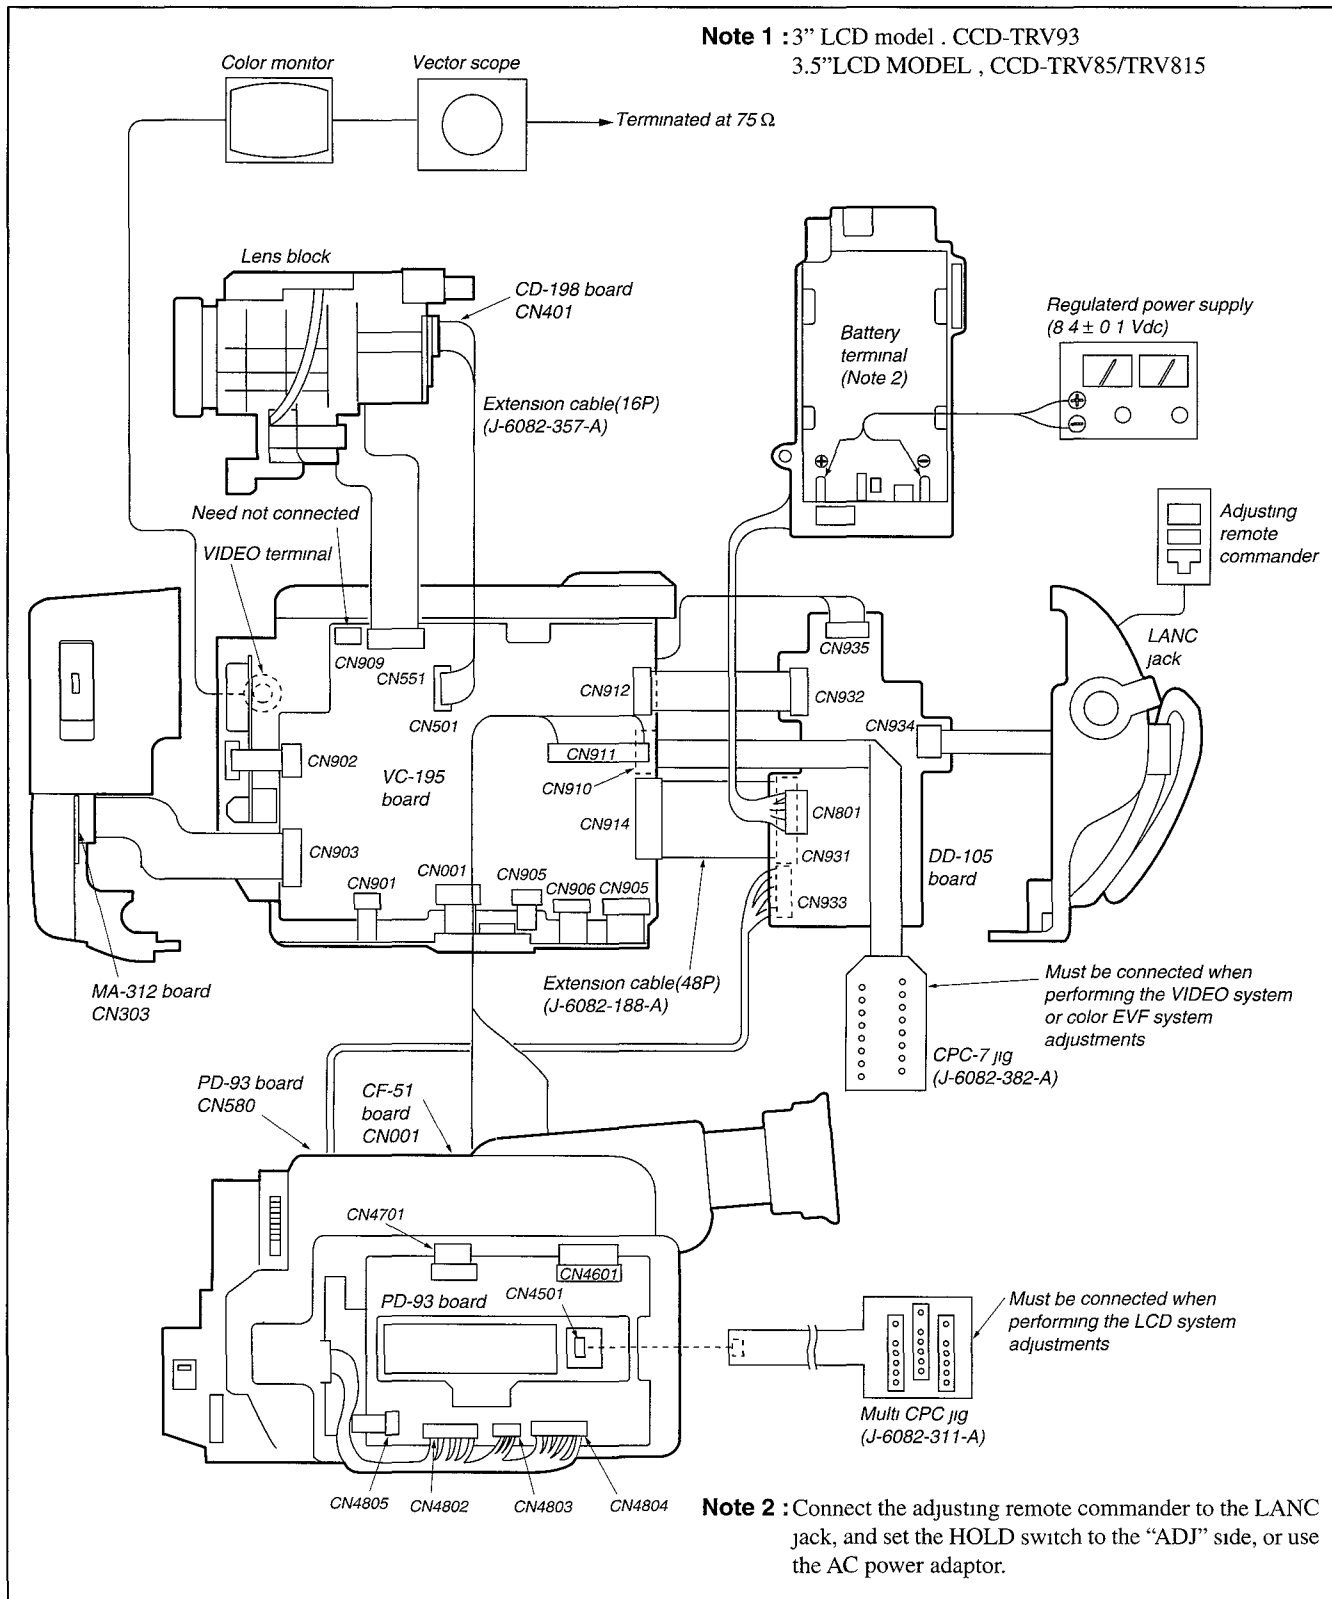 Note 1 : 3” LCD model . CCD-TRV93
3.5”LCD MODEL , CCD-TRV85/TRV815
Color monitor
Vector scope
Terminated at 75 Ω
Lens block
CD-198 board
CN401
Extension cable(16P)
(J-6082-357-A)
Battery
terminal
(Note 2)
⊕
⊖
Regulaterd power supply
(8 4 ± 0 1 Vdc)
⊕
⊖
Adjusting
remote
commander
LANC
jack
Need not connected
VIDEO terminal
CN909
CN551
CN501
CN902
VC-195
board
CN903
CN912
CN911
CN910
CN914
CN935
CN932
CN934
CN801
CN931
CN933
DD-105
board
CN901
CN001
CN905
CN906
CN905
MA-312 board
CN303
Extension cable(48P)
(J-6082-188-A)
Must be connected when
performing the VIDEO system
or color EVF system
adjustments
CPC-7 jig
(J-6082-382-A)
PD-93 board
CN580
CF-51
board
CN001
CN4701
CN4601
CN4501
PD-93 board
Must be connected when
performing the LCD system
adjustments
Multi CPC jig
(J-6082-311-A)
CN4805
CN4802
CN4803
CN4804
Note 2 : Connect the adjusting remote commander to the LANC
jack, and set the HOLD switch to the “ADJ” side, or use
the AC power adaptor.